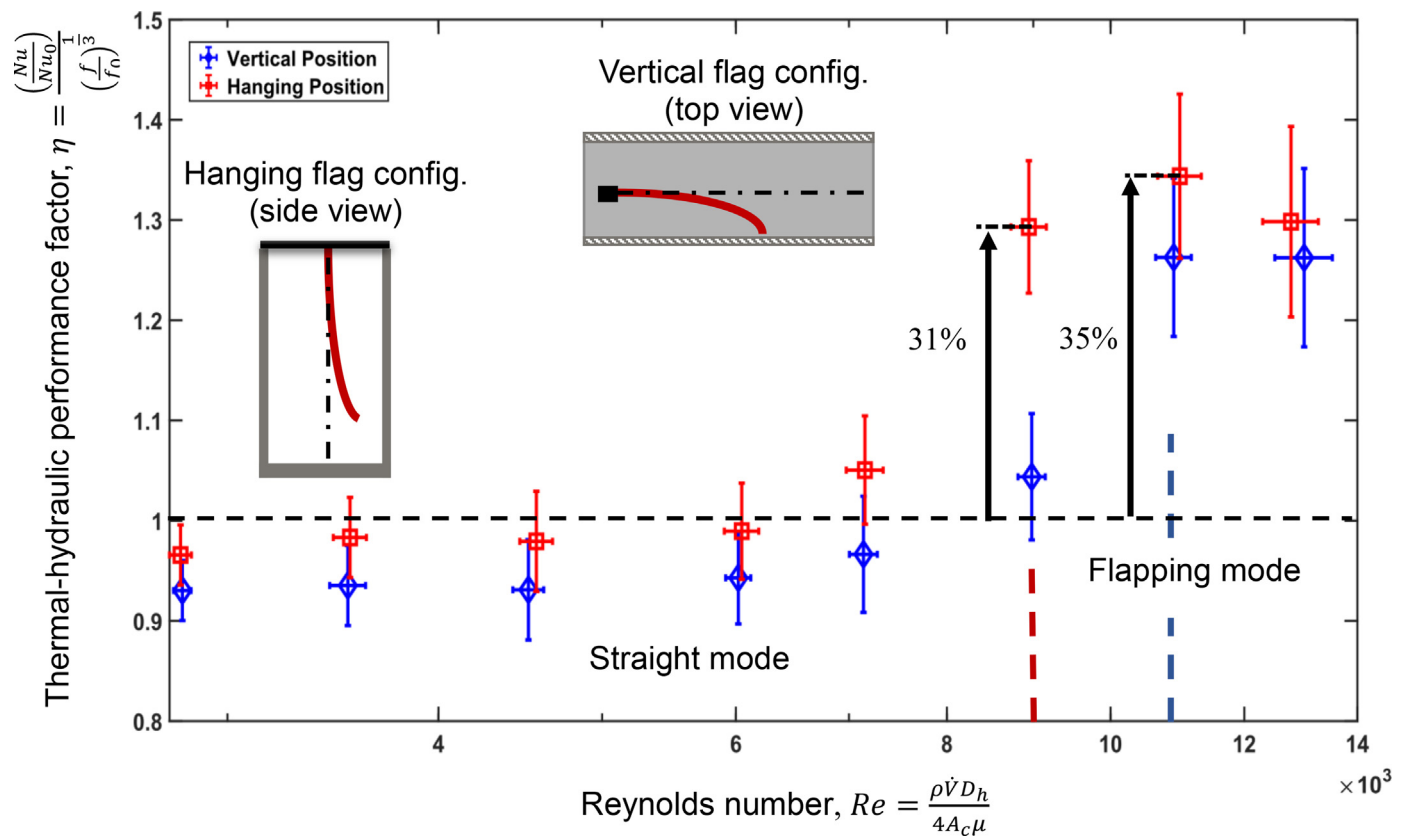 Thermal-hydraulic performance factor, η = (Nu/Nu₀)/(f/f₀)^(1/3)
1.5
1.4
1.3
1.2
1.1
1
0.9
0.8
Vertical Position
Hanging Position
Vertical flag config.
(top view)
Hanging flag config.
(side view)
31%
35%
Flapping mode
Straight mode
4
6
8
10
12
14
×10³
Reynolds number, Re = ρV̇D_h/4A_cμ